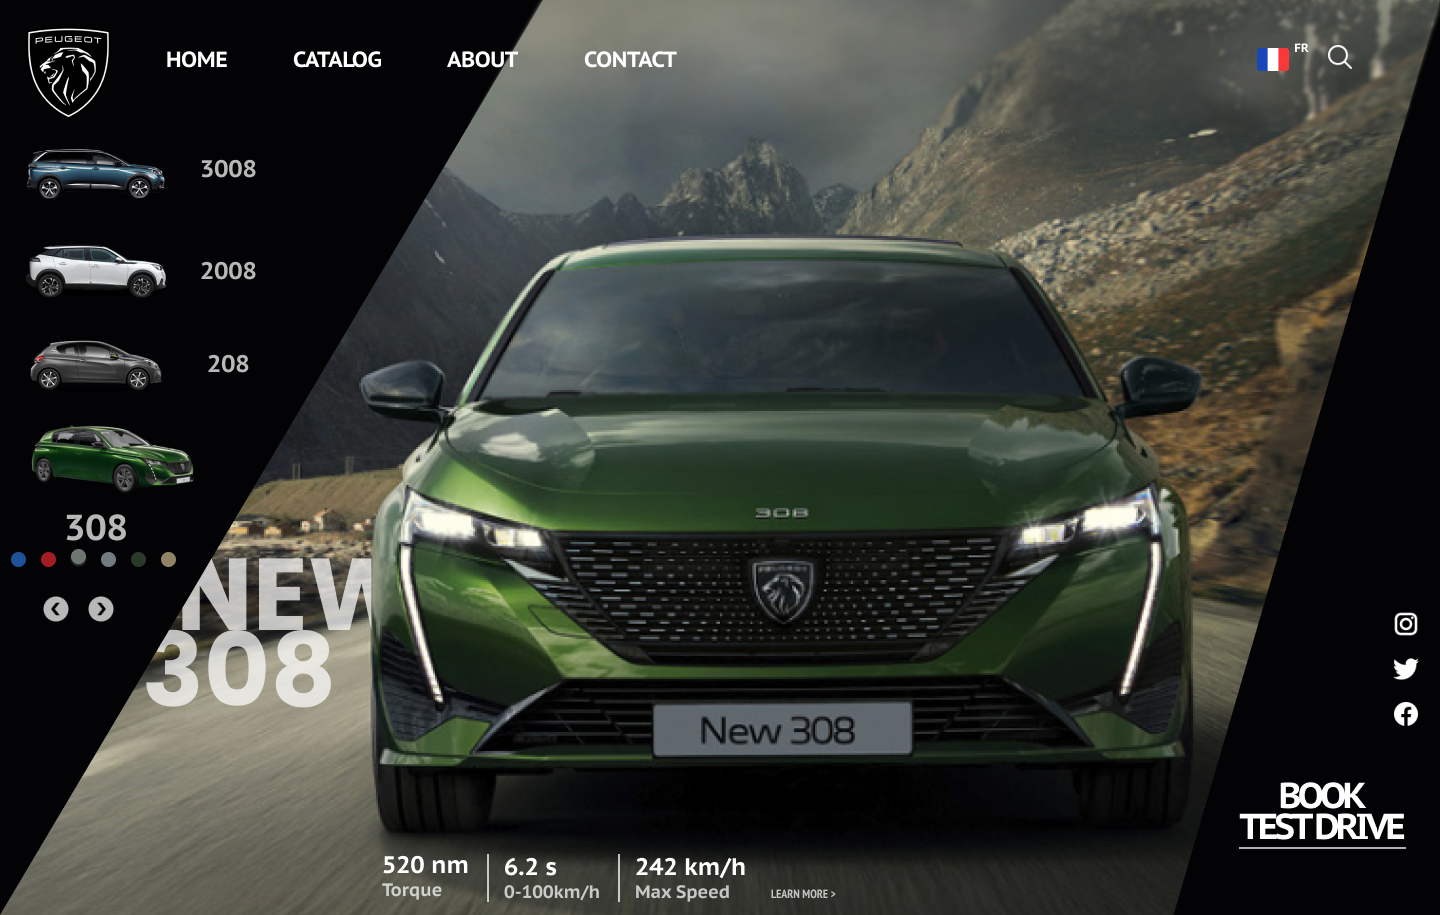 PEUGEOT
HOME CATALOG ABOUT CONTACT
FR
3008
2008
208
308
308
NEW
308
New 308
BOOK
TEST DRIVE
520 nm
Torque
6.2 s
0-100km/h
242 km/h
Max Speed
LEARN MORE >